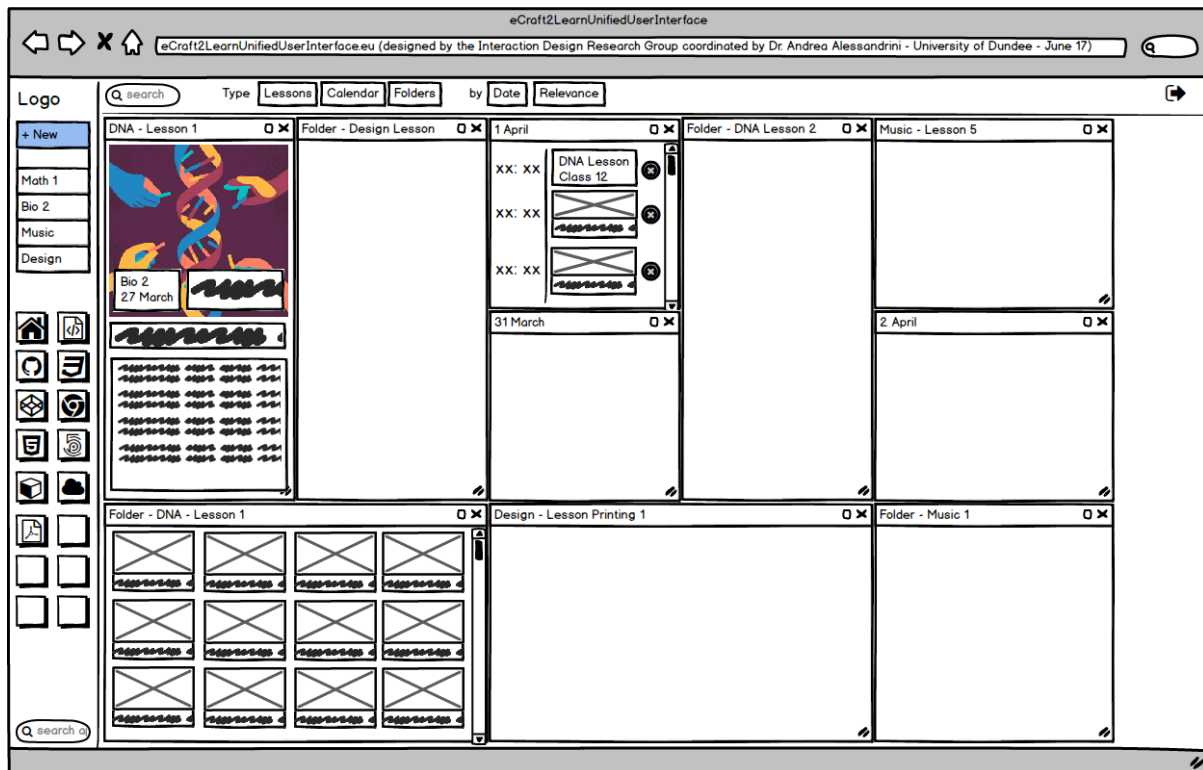 eCraft2LearnUnifiedUserInterface
eCraft2LearnUnifiedUserInterface.eu (designed by the Interaction Design Research Group coordinated by Dr. Andrea Alessandrini - University of Dundee - June 17)
Logo
search
Type
Lessons
Calendar
Folders
by
Date
Relevance
+ New
Math 1
Bio 2
Music
Design
DNA - Lesson 1
Bio 2
27 March
Folder - Design Lesson
1 April
xx: xx
DNA Lesson
Class 12
xx: xx
xx: xx
31 March
Folder - DNA Lesson 2
Music - Lesson 5
2 April
Folder - DNA - Lesson 1
Design - Lesson Printing 1
Folder - Music 1
search